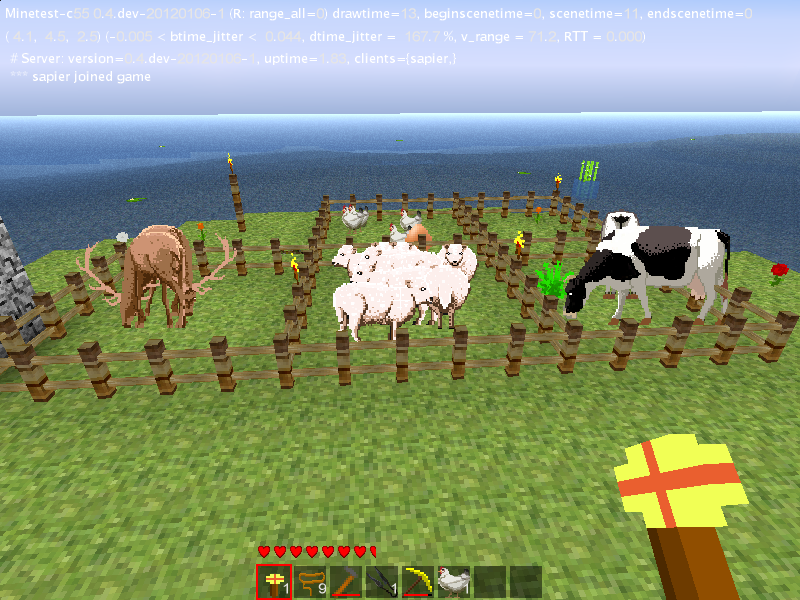 Minetest-c55 0.4.dev-20120106-1 (R: range_all=0) drawtime=13, beginscenetime=0, scenetime=11, endscenetime=0
(4.1, 4.5, 2.5) (-0.005 < btime_jitter < 0.044, dtime_jitter = 167.7 %, v_range = 71.2, RTT = 0.000)
# Server: version=0.4.dev-20120106-1, uptime=1.63, clients={sapier,}
*** sapier joined game
1 9 1 1